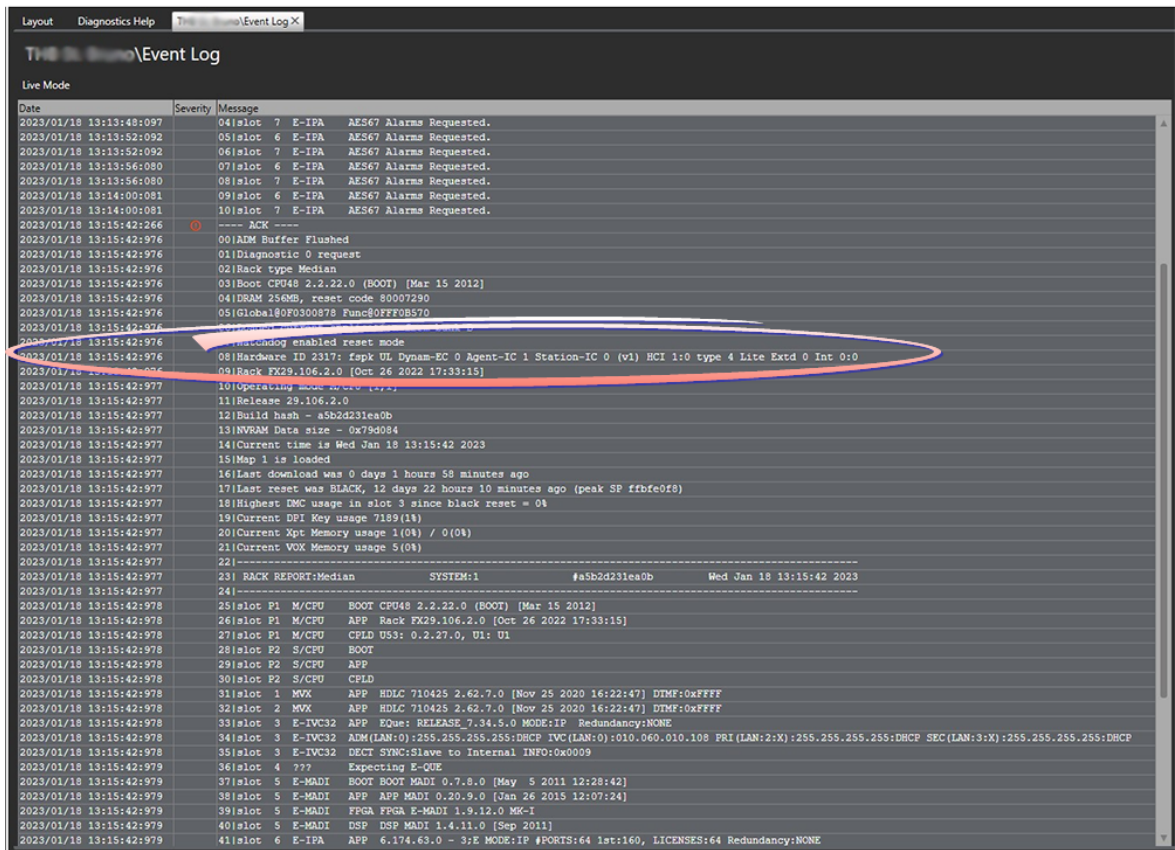 Layout Diagnostics Help \Event Log X
\Event Log
Live Mode
Date Severity Message
2023/01/18 13:13:48:097 04|slot 7 E-IPA AES67 Alarms Requested.
2023/01/18 13:13:52:092 05|slot 6 E-IPA AES67 Alarms Requested.
2023/01/18 13:13:52:092 06|slot 7 E-IPA AES67 Alarms Requested.
2023/01/18 13:13:56:080 07|slot 6 E-IPA AES67 Alarms Requested.
2023/01/18 13:13:56:080 08|slot 7 E-IPA AES67 Alarms Requested.
2023/01/18 13:14:00:081 09|slot 6 E-IPA AES67 Alarms Requested.
2023/01/18 13:14:00:081 10|slot 7 E-IPA AES67 Alarms Requested.
2023/01/18 13:15:42:266 ---- ACK ----
2023/01/18 13:15:42:976 00|ADM Buffer Flushed
2023/01/18 13:15:42:976 01|Diagnostic 0 request
2023/01/18 13:15:42:976 02|Rack type Median
2023/01/18 13:15:42:976 03|Boot CPU48 2.2.22.0 (BOOT) [Mar 15 2012]
2023/01/18 13:15:42:976 04|DRAM 256MB, reset code 80007290
2023/01/18 13:15:42:976 05|Global@0F0300878 Func@0FFF0B570
2023/01/18 13:15:42:976
2023/01/18 13:15:42:976 enabled reset mode
2023/01/18 13:15:42:976 08|Hardware ID 2317: fspk UL Dynam-EC 0 Agent-IC 1 Station-IC 0 (v1) HCI 1:0 type 4 Lite Extd 0 Int 0:0
2023/01/18 13:15:42:976 09|Rack FX29.106.2.0 [Oct 26 2022 17:33:15]
2023/01/18 13:15:42:976 10|Operating mode
2023/01/18 13:15:42:977 11|Release 29.106.2.0
2023/01/18 13:15:42:977 12|Build hash - a5b2d231ea0b
2023/01/18 13:15:42:977 13|NVRAM Data size - 0x79d084
2023/01/18 13:15:42:977 14|Current time is Wed Jan 18 13:15:42 2023
2023/01/18 13:15:42:977 15|Map 1 is loaded
2023/01/18 13:15:42:977 16|Last download was 0 days 1 hours 58 minutes ago
2023/01/18 13:15:42:977 17|Last reset was BLACK, 12 days 22 hours 10 minutes ago (peak SP ffbfe0f8)
2023/01/18 13:15:42:977 18|Highest DMC usage in slot 3 since black reset = 0%
2023/01/18 13:15:42:977 19|Current DPI Key usage 7189(1%)
2023/01/18 13:15:42:977 20|Current Xpt Memory usage 1(0%) / 0(0%)
2023/01/18 13:15:42:977 21|Current VOX Memory usage 5(0%)
2023/01/18 13:15:42:977 22|--------------------------------------------------------------------------------
2023/01/18 13:15:42:977 23| RACK REPORT:Median SYSTEM:1 #a5b2d231ea0b Wed Jan 18 13:15:42 2023
2023/01/18 13:15:42:977 24|--------------------------------------------------------------------------------
2023/01/18 13:15:42:978 25|slot P1 M/CPU BOOT CPU48 2.2.22.0 (BOOT) [Mar 15 2012]
2023/01/18 13:15:42:978 26|slot P1 M/CPU APP Rack FX29.106.2.0 [Oct 26 2022 17:33:15]
2023/01/18 13:15:42:978 27|slot P1 M/CPU CPLD U53: 0.2.27.0, U1: U1
2023/01/18 13:15:42:978 28|slot P2 S/CPU BOOT
2023/01/18 13:15:42:978 29|slot P2 S/CPU APP
2023/01/18 13:15:42:978 30|slot P2 S/CPU CPLD
2023/01/18 13:15:42:978 31|slot 1 MVX APP HDLC 710425 2.62.7.0 [Nov 25 2020 16:22:47] DTMF:0xFFFF
2023/01/18 13:15:42:978 32|slot 2 MVX APP HDLC 710425 2.62.7.0 [Nov 25 2020 16:22:47] DTMF:0xFFFF
2023/01/18 13:15:42:978 33|slot 3 E-IVC32 APP EQue: RELEASE_7.34.5.0 MODE:IP Redundancy:NONE
2023/01/18 13:15:42:978 34|slot 3 E-IVC32 ADM(LAN:0):255.255.255.255:DHCP IVC(LAN:0):010.060.010.108 PRI(LAN:2:X):255.255.255.255:DHCP SEC(LAN:3:X):255.255.255.255:DHCP
2023/01/18 13:15:42:978 35|slot 3 E-IVC32 DECT SYNC:Slave to Internal INFO:0x0009
2023/01/18 13:15:42:979 36|slot 4 ??? Expecting E-QUE
2023/01/18 13:15:42:979 37|slot 5 E-MADI BOOT BOOT MADI 0.7.8.0 [May 5 2011 12:28:42]
2023/01/18 13:15:42:979 38|slot 5 E-MADI APP APP MADI 0.20.9.0 [Jan 26 2015 12:07:24]
2023/01/18 13:15:42:979 39|slot 5 E-MADI FPGA FPGA E-MADI 1.9.12.0 MK-I
2023/01/18 13:15:42:979 40|slot 5 E-MADI DSP DSP MADI 1.4.11.0 [Sep 2011]
2023/01/18 13:15:42:979 41|slot 6 E-IPA APP 6.174.63.0 - 3;E MODE:IP #PORTS:64 1st:160, LICENSES:64 Redundancy:NONE